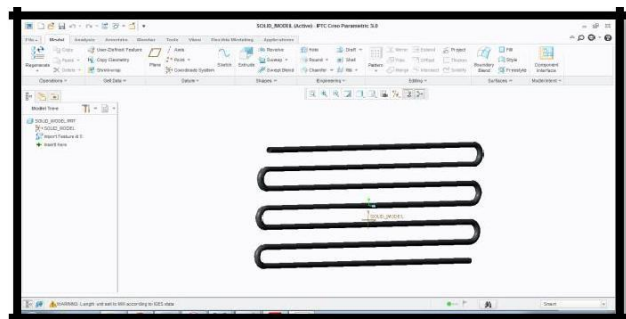 SOLID_MODEL (Active) - PTC Creo Parametric 3.0
File Model Analysis Annotate Render Tools View Flexible Modeling Applications
Regenerate Copy User-Defined Feature Plane Axis Sketch Extrude Revolve Hole Draft Pattern Mirror Extend Project Boundary Blend Fill Component Interface
Paste Copy Geometry Point Sweep Round Shell Trim Offset Thicken Style
Delete Shrinkwrap Coordinate System Swept Blend Chamfer Rib Merge Intersect Solidify Freestyle
Operations Get Data Datum Shapes Engineering Editing Surfaces Model Intent
Model Tree
SOLID_MODEL.PRT
SOLID_MODEL
Import Feature
Insert Here
SOLID_MODEL
WARNING: Length unit set to MM according to IGES data
Smart